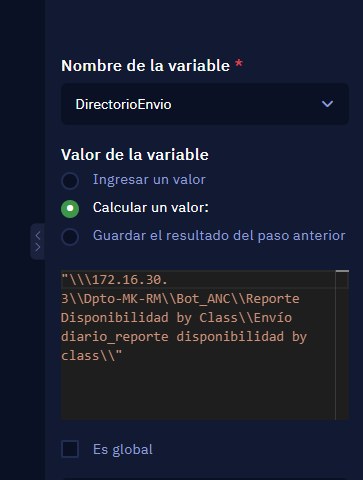 Nombre de la variable *
DirectorioEnvio
Valor de la variable
Ingresar un valor
Calcular un valor:
Guardar el resultado del paso anterior
"\\\172.16.30.
3\\Dpto-MK-RM\\Bot_ANC\\Reporte
Disponibilidad by Class\\Envío
diario_reporte disponibilidad by
class\\"
Es global